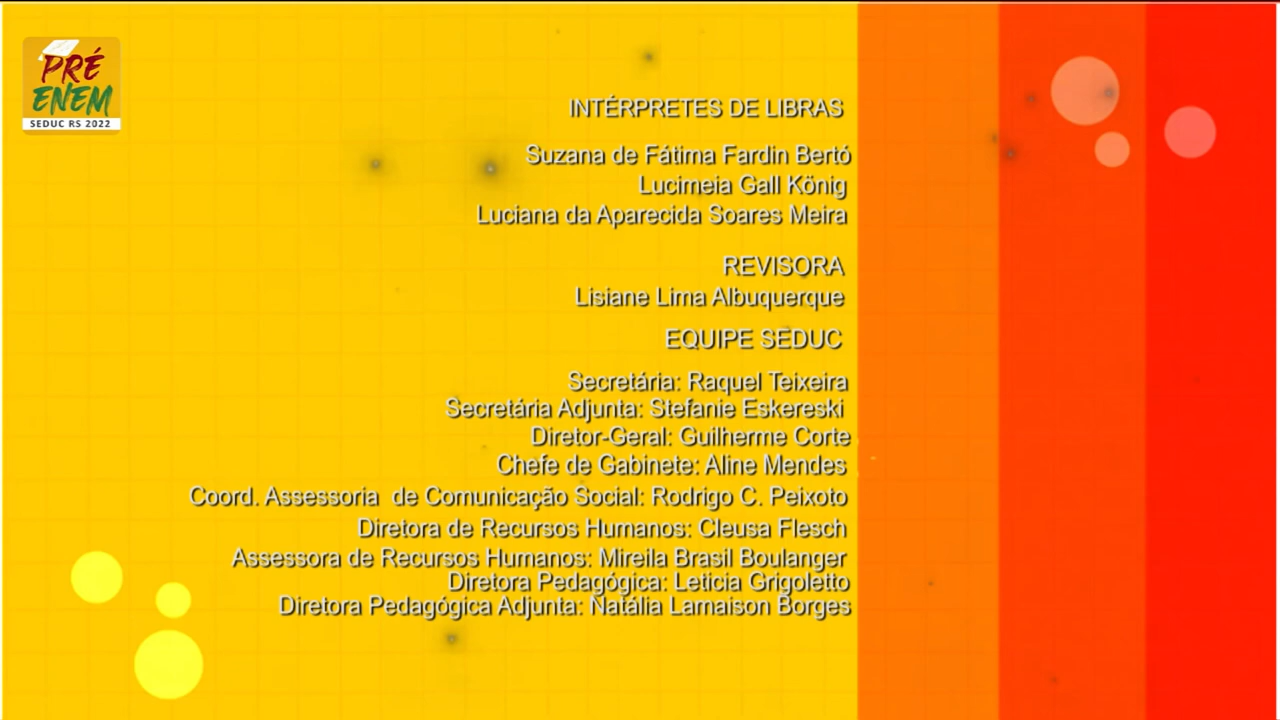 PRÉ
ENEM
SEDUC RS 2022
INTÉRPRETES DE LIBRAS
Suzana de Fátima Fardin Bertó
Lucimeia Gall König
Luciana da Aparecida Soares Meira
REVISORA
Lisiane Lima Albuquerque
EQUIPE SEDUC
Secretária: Raquel Teixeira
Secretária Adjunta: Stefanie Eskereski
Diretor-Geral: Guilherme Corte
Chefe de Gabinete: Aline Mendes
Coord. Assessoria de Comunicação Social: Rodrigo C. Peixoto
Diretora de Recursos Humanos: Cleusa Flesch
Assessora de Recursos Humanos: Mireila Brasil Boulanger
Diretora Pedagógica: Leticia Grigoletto
Diretora Pedagógica Adjunta: Natália Lamaison Borges